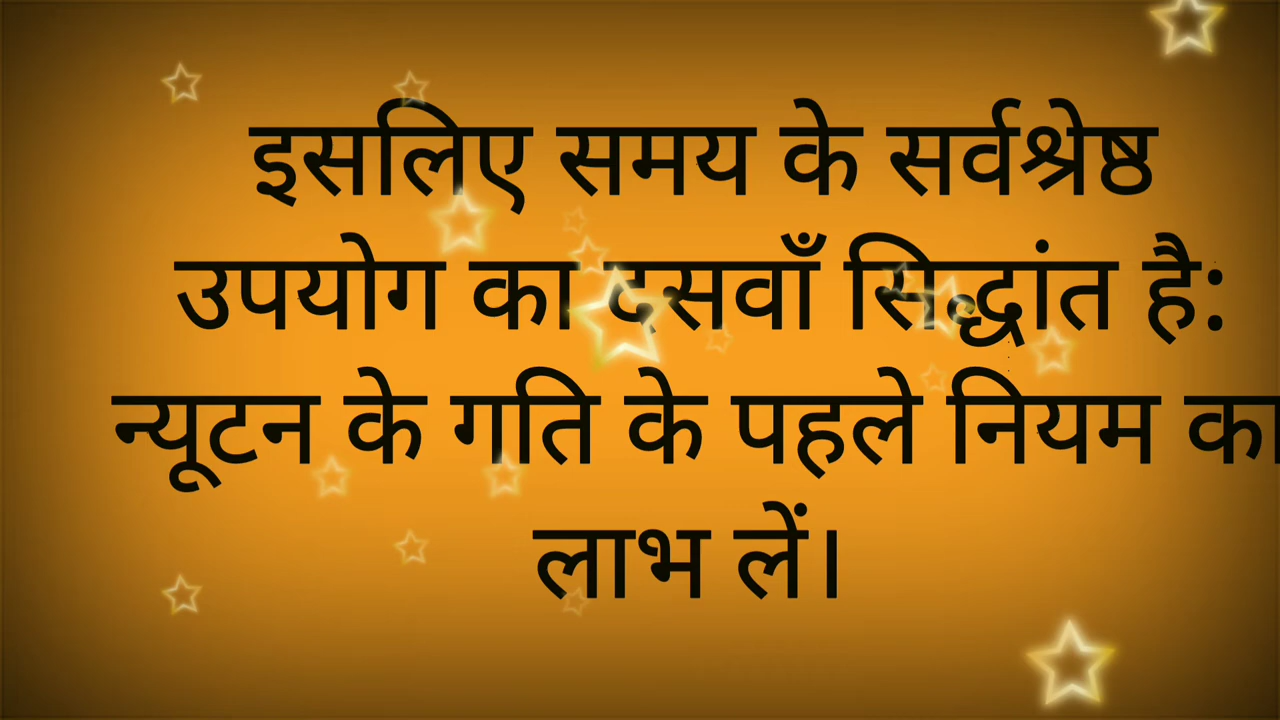 इसलिए समय के सर्वश्रेष्ठ
उपयोग का दसवाँ सिद्धांत है:
न्यूटन के गति के पहले नियम का
लाभ लें।